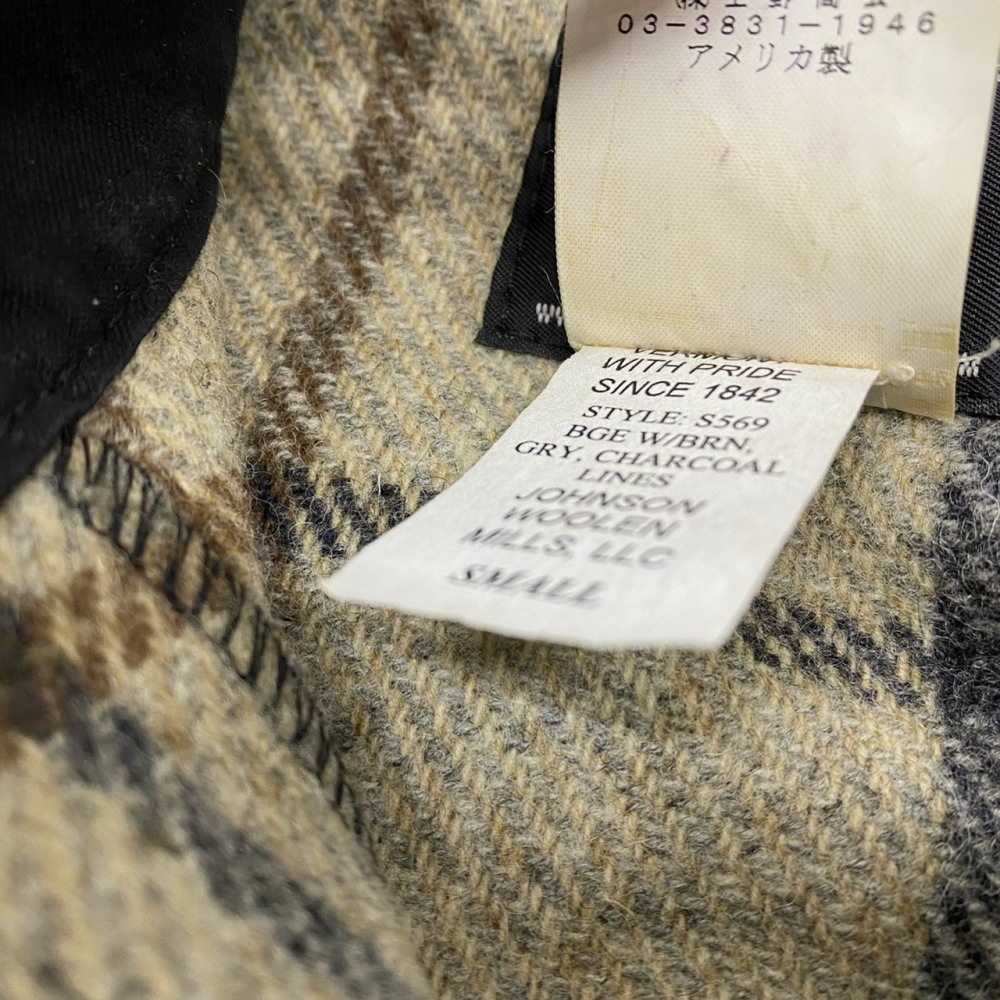 03-3831-1946
アメリカ製
WITH PRIDE
SINCE 1842
STYLE: S569
BGE W/BRN,
GRY, CHARCOAL
LINES
JOHNSON
WOOLEN
MILLS, LLC
SMALL